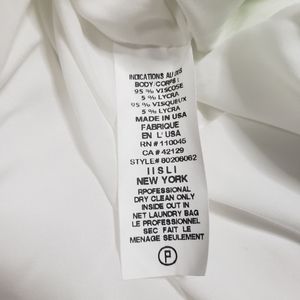 INDICATIONS AU DOS
BODY CORPS :
95 % VISCOSE
5 % LYCRA
95 % VISQUEUX
5 % LYCRA
MADE IN USA
FABRIQUE
EN L' USA
RN # 110045
CA # 42129
STYLE# 80206062
IISLI
NEW YORK
RPOFESSIONAL
DRY CLEAN ONLY
INSIDE OUT IN
NET LAUNDRY BAG
LE PROFESSIONNEL
SEC FAIT LE
MENAGE SEULEMENT
P